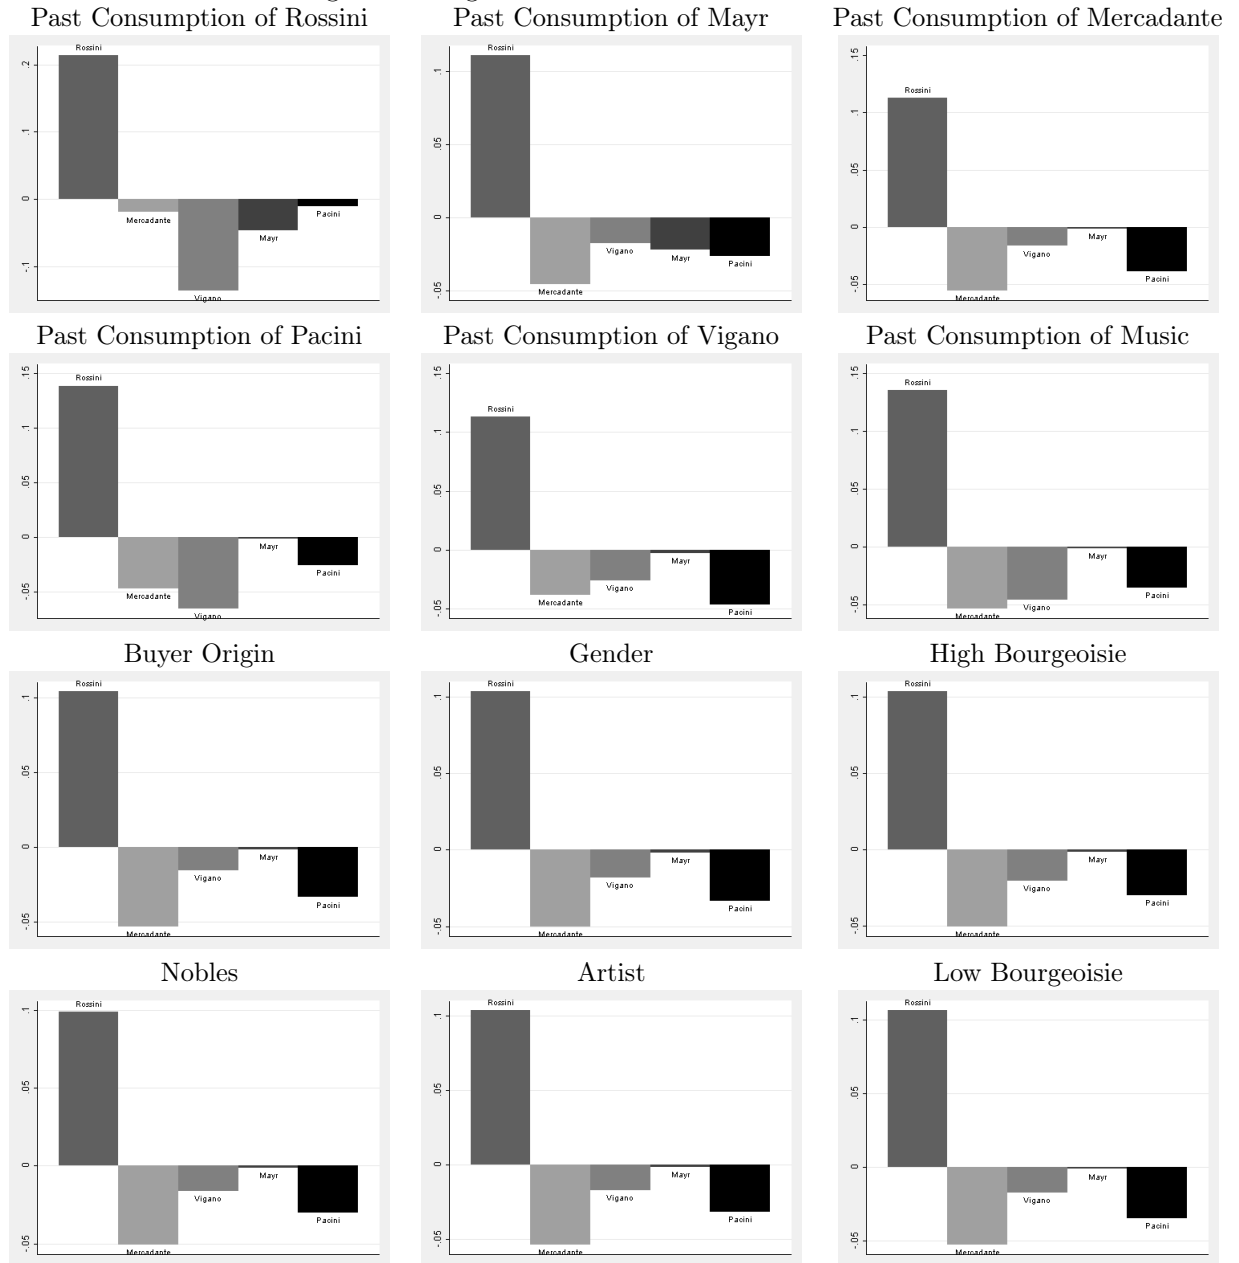 Past Consumption of Rossini
.2
.1
0
-.1
Rossini
Mercadante
Vigano
Mayr
Pacini
Past Consumption of Mayr
.1
.05
0
-.05
Rossini
Mercadante
Vigano
Mayr
Pacini
Past Consumption of Mercadante
.15
.1
.05
0
-.05
Rossini
Mercadante
Vigano
Mayr
Pacini
Past Consumption of Pacini
.15
.1
.05
0
-.05
Rossini
Mercadante
Vigano
Mayr
Pacini
Past Consumption of Vigano
.15
.1
.05
0
-.05
Rossini
Mercadante
Vigano
Mayr
Pacini
Past Consumption of Music
.15
.1
.05
0
-.05
Rossini
Mercadante
Vigano
Mayr
Pacini
Buyer Origin
.1
.05
0
-.05
Rossini
Mercadante
Vigano
Mayr
Pacini
Gender
.1
.05
0
-.05
Rossini
Mercadante
Vigano
Mayr
Pacini
High Bourgeoisie
.1
.05
0
-.05
Rossini
Mercadante
Vigano
Mayr
Pacini
Nobles
.1
.05
0
-.05
Rossini
Mercadante
Vigano
Mayr
Pacini
Artist
.1
.05
0
-.05
Rossini
Mercadante
Vigano
Mayr
Pacini
Low Bourgeoisie
.1
.05
0
-.05
Rossini
Mercadante
Vigano
Mayr
Pacini